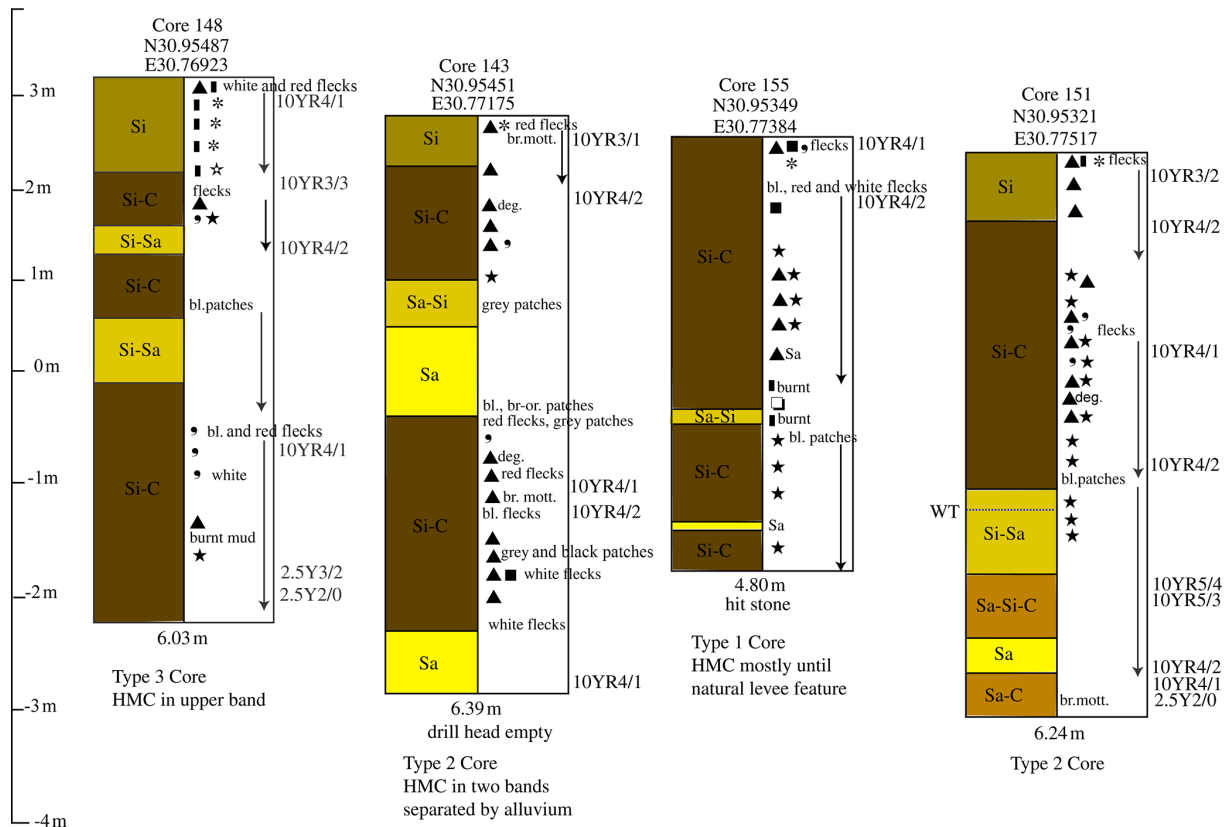 3 m
2m
1m
0m
-1m
-2m
-3m
-4m
Core 148
N30.95487
E30.76923
Si
Si-C
Si-Sa
Si-C
Si-Sa
Si-C
white and red flecks
10YR4/1
10YR3/3
flecks
10YR4/2
bl.patches
bl. and red flecks
10YR4/1
white
burnt mud
2.5Y3/2
2.5Y2/0
6.03 m
Type 3 Core
HMC in upper band
Core 143
N30.95451
E30.77175
Si
Si-C
Sa-Si
Sa
Si-C
Sa
red flecks
br.mott.
10YR3/1
10YR4/2
deg.
grey patches
bl., br-or. patches
red flecks, grey patches
deg.
red flecks
10YR4/1
br. mott.
bl. flecks
10YR4/2
grey and black patches
white flecks
white flecks
10YR4/1
6.39 m
drill head empty
Type 2 Core
HMC in two bands
separated by alluvium
Core 155
N30.95349
E30.77384
Si-C
Sa-Si
Si-C
Si-C
flecks
10YR4/1
bl., red and white flecks
10YR4/2
Sa
burnt
burnt
bl. patches
Sa
4.80 m
hit stone
Type 1 Core
HMC mostly until
natural levee feature
Core 151
N30.95321
E30.77517
Si
Si-C
WT
Si-Sa
Sa-Si-C
Sa
Sa-C
flecks
10YR3/2
10YR4/2
flecks
10YR4/1
deg.
10YR4/2
bl.patches
10YR5/4
10YR5/3
10YR4/2
10YR4/1
br.mott.
2.5Y2/0
6.24 m
Type 2 Core